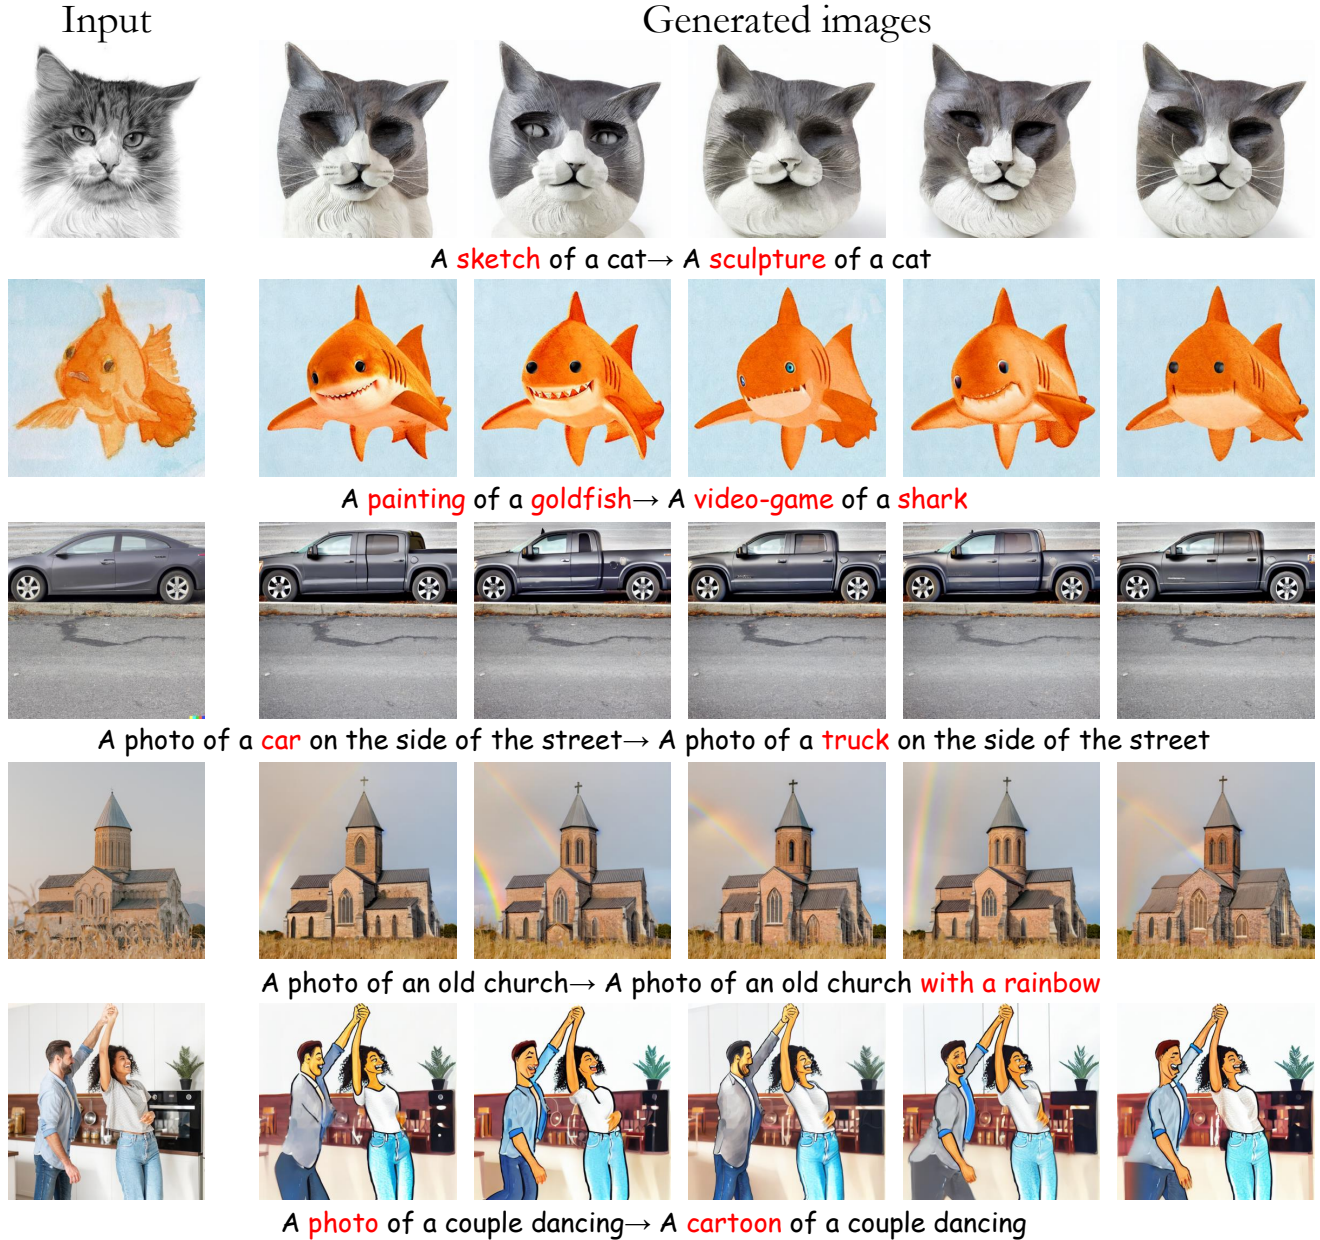 Input
Generated images
A sketch of a cat→ A sculpture of a cat
A painting of a goldfish→ A video-game of a shark
A photo of a car on the side of the street→ A photo of a truck on the side of the street
A photo of an old church→ A photo of an old church with a rainbow
A photo of a couple dancing→ A cartoon of a couple dancing